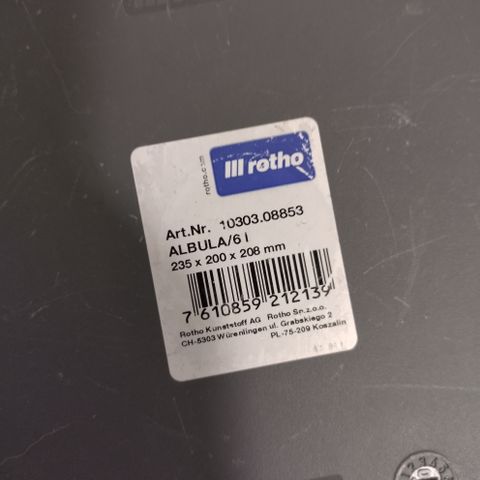 rotho
rotho.com
Art.Nr. 10303.08853
ALBULA/6 l
235 x 200 x 208 mm
7 610859 212139
Rotho Kunststoff AG Rotho Sn.z.o.o.
CH-5303 Würenlingen ul. Grabskiego 2
PL-75-209 Koszalin